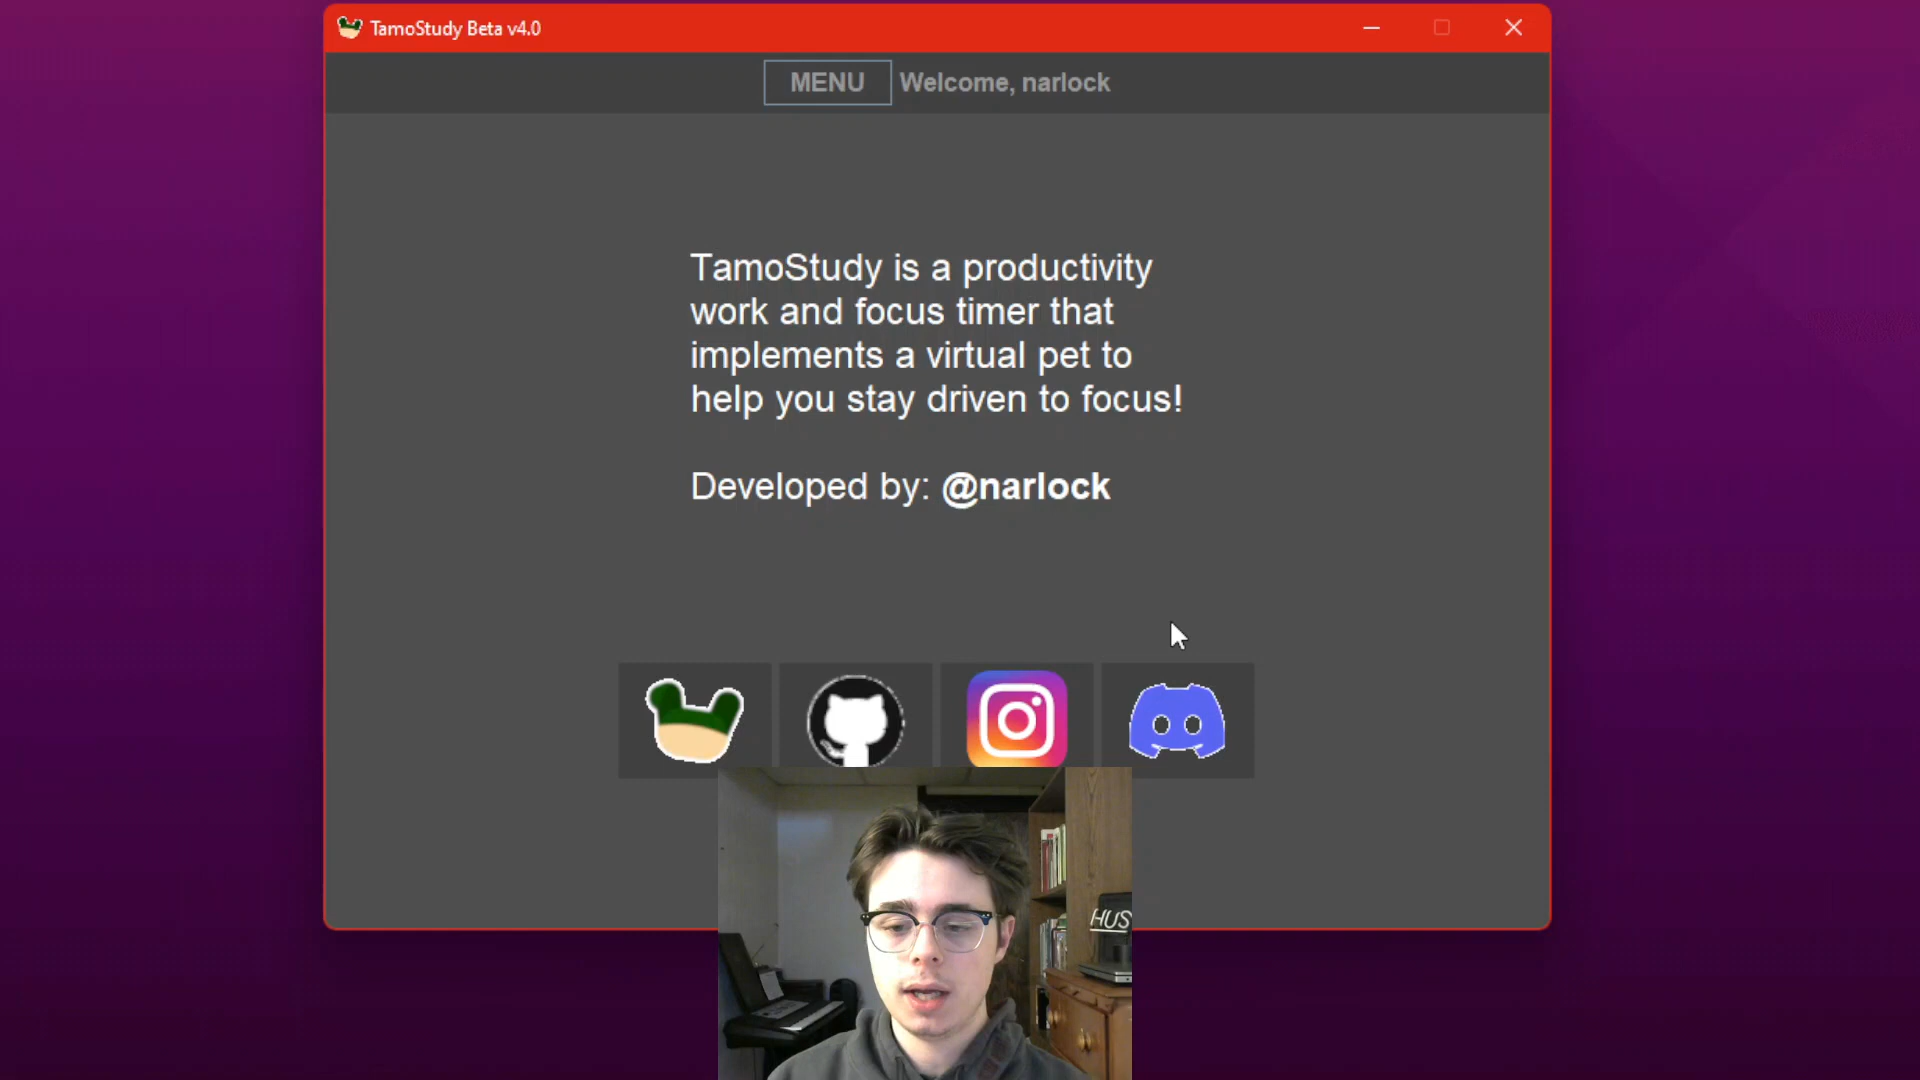 TamoStudy Beta v4.0
MENU Welcome, narlock
TamoStudy is a productivity
work and focus timer that
implements a virtual pet to
help you stay driven to focus!
Developed by: @narlock
HUS